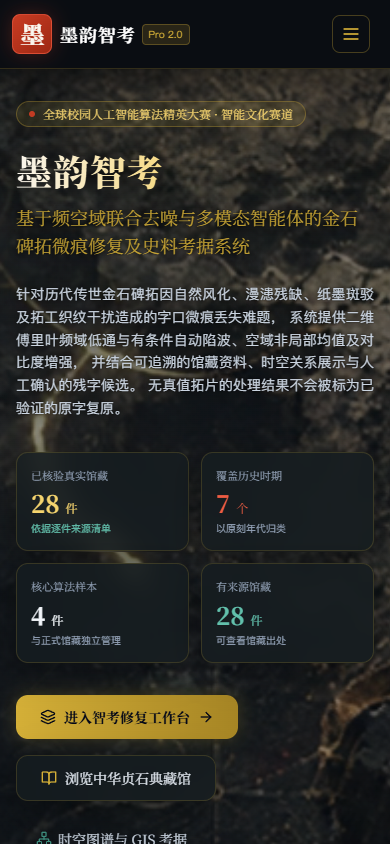 墨 墨韵智考 Pro 2.0
全球校园人工智能算法精英大赛·智能文化赛道
墨韵智考
基于频空域联合去噪与多模态智能体的金石
碑拓微痕修复及史料考据系统
针对历代传世金石碑拓因自然风化、漫漶残缺、纸墨斑驳
及拓工织纹干扰造成的字口微痕丢失难题， 系统提供二维
傅里叶频域低通与有条件自动陷波、空域非局部均值及对
比度增强， 并结合可追溯的馆藏资料、时空关系展示与人
工确认的残字候选。 无真值拓片的处理结果不会被标为已
验证的原字复原。
已核验真实馆藏
28 件
依据逐件来源清单
覆盖历史时期
7 个
以原刻年代归类
核心算法样本
4 件
与正式馆藏独立管理
有来源馆藏
28 件
可查看馆藏出处
进入智考修复工作台
浏览中华贞石典藏馆
时空图谱与 GIS 考据